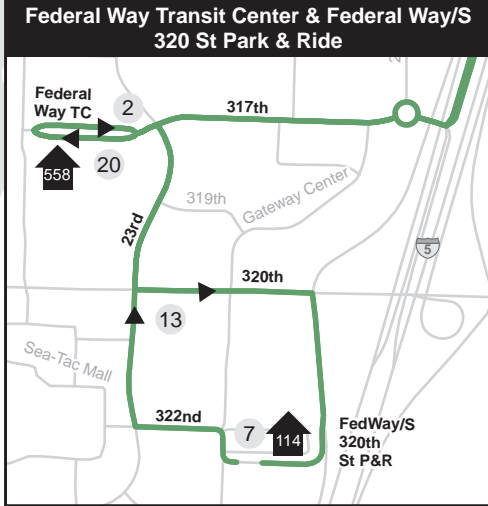 Federal Way Transit Center & Federal Way/S
320 St Park & Ride
Federal
Way TC
2
317th
20
558
319th
Gateway Center
23rd
5
320th
13
Sea-Tac Mall
322nd
7
114
FedWay/S
320th
St P&R